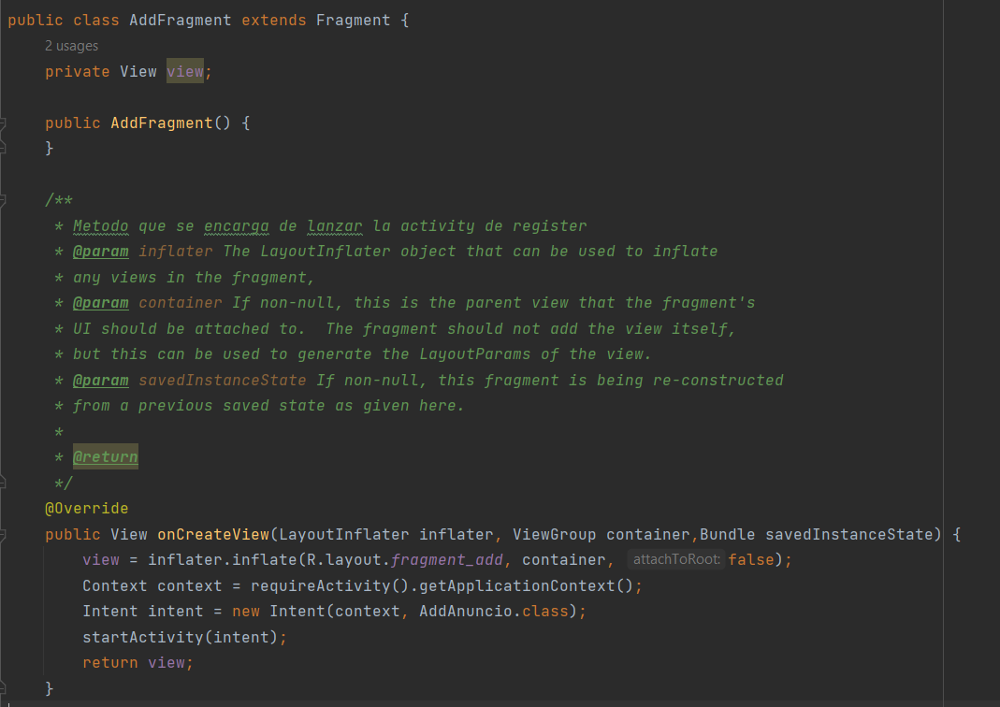 public class AddFragment extends Fragment {
2 usages
private View view;
public AddFragment() {
}
/**
* Metodo que se encarga de lanzar la activity de register
* @param inflater The LayoutInflater object that can be used to inflate
* any views in the fragment,
* @param container If non-null, this is the parent view that the fragment's
* UI should be attached to.  The fragment should not add the view itself,
* but this can be used to generate the LayoutParams of the view.
* @param savedInstanceState If non-null, this fragment is being re-constructed
* from a previous saved state as given here.
*
* @return
*/
@Override
public View onCreateView(LayoutInflater inflater, ViewGroup container,Bundle savedInstanceState) {
view = inflater.inflate(R.layout.fragment_add, container, attachToRoot: false);
Context context = requireActivity().getApplicationContext();
Intent intent = new Intent(context, AddAnuncio.class);
startActivity(intent);
return view;
}